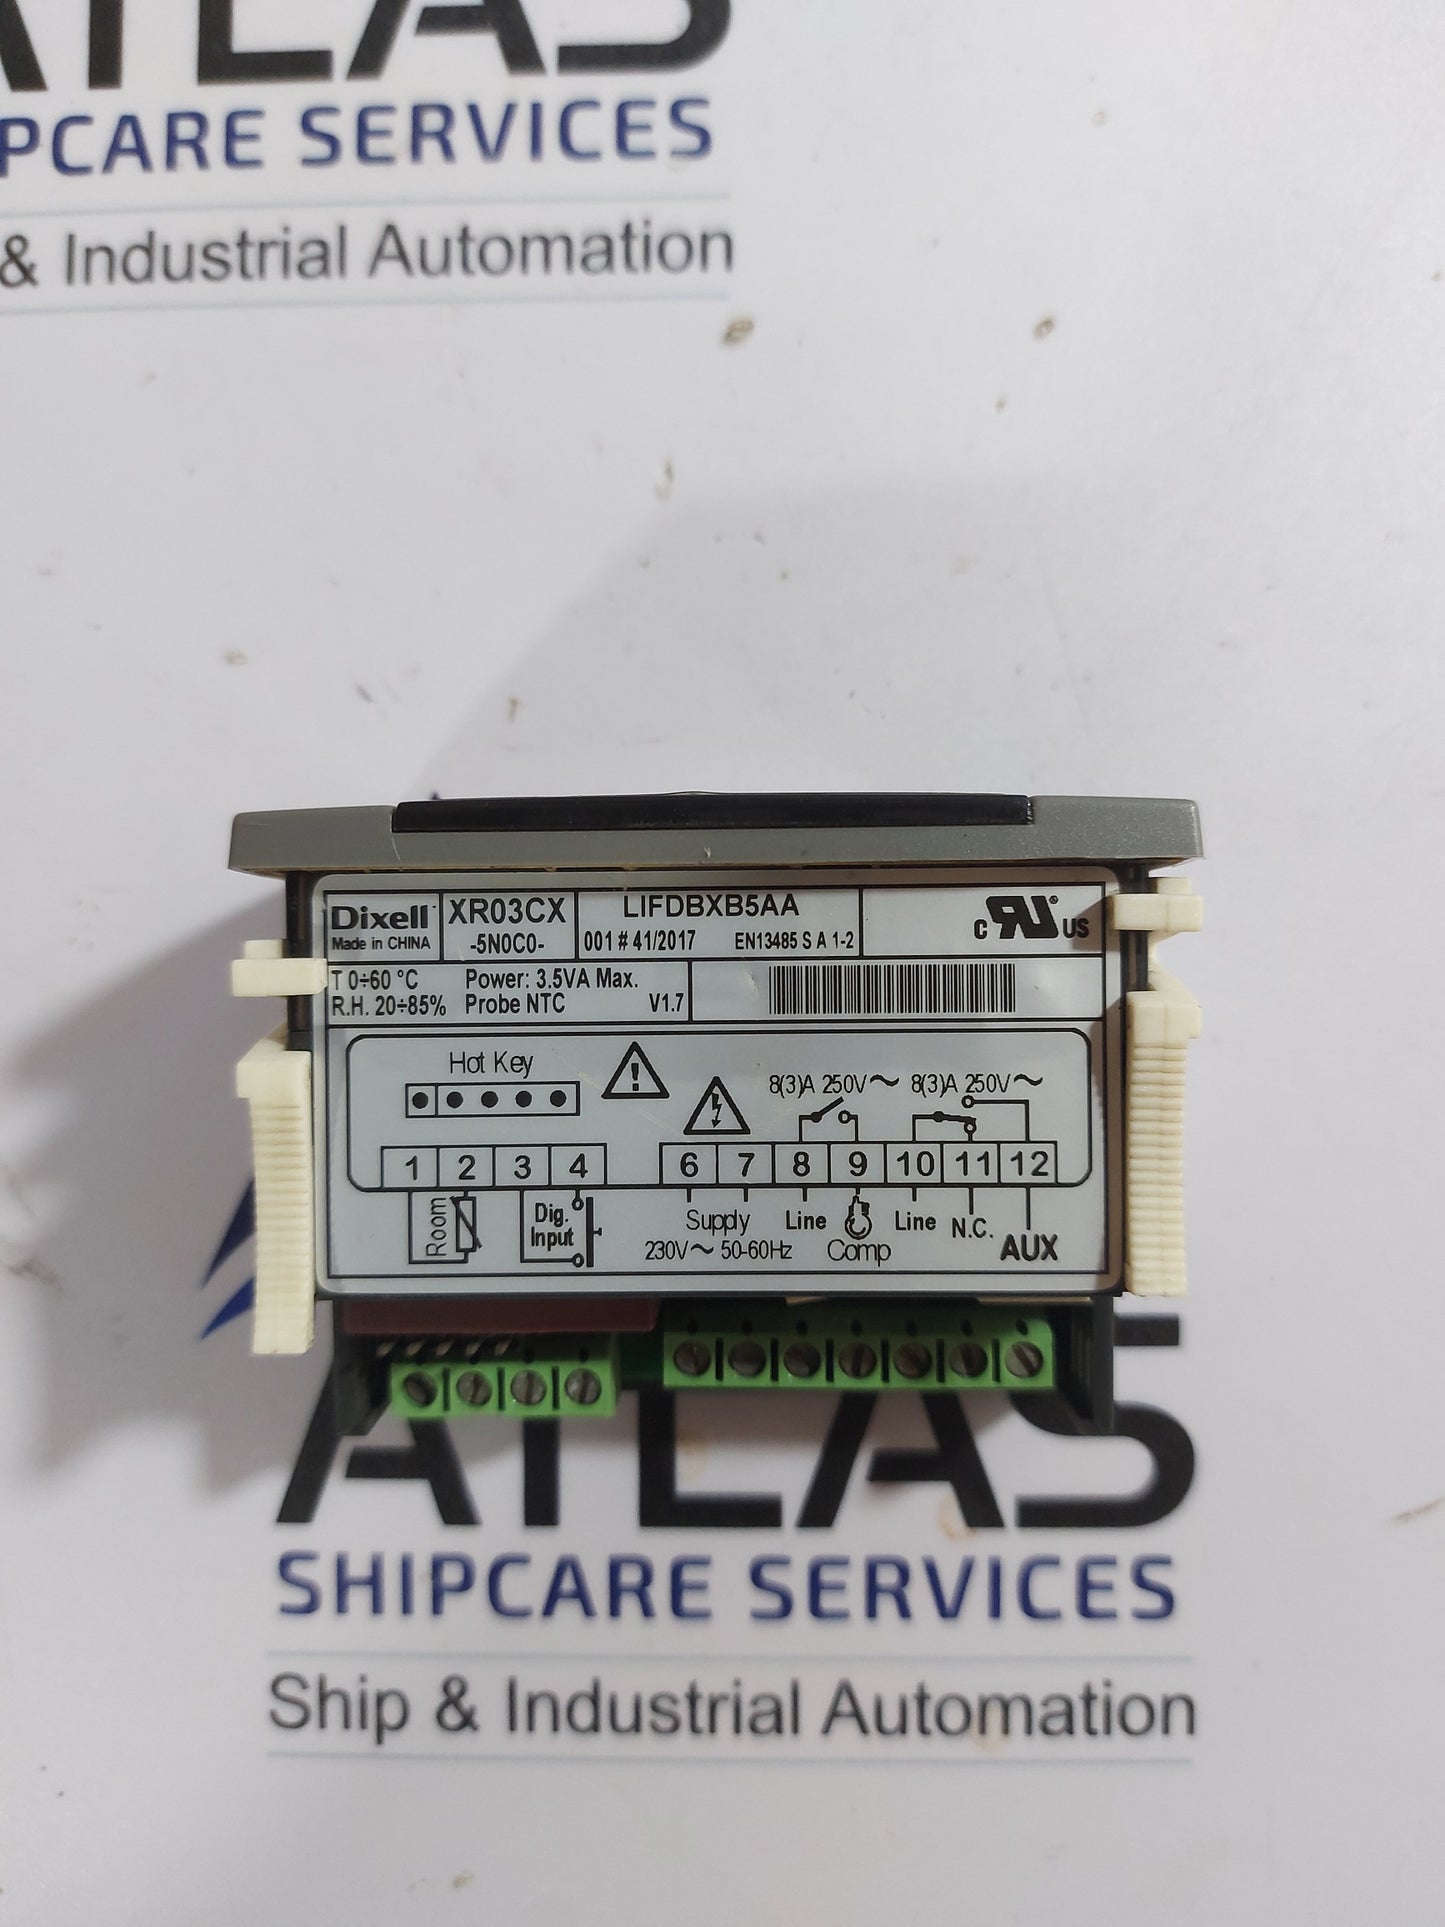 ATLAS
PCARE SERVICES
& Industrial Automation
Dixell
Made in CHINA
XR03CX
-5N0C0-
LIFDBXB5AA
001 # 41/2017 EN13485 S A 1-2
c RU US
T 0÷60 °C Power: 3.5VA Max.
R.H. 20÷85% Probe NTC V1.7
Hot Key
8(3)A 250V~ 8(3)A 250V~
1 2 3 4 6 7 8 9 10 11 12
Room
Dig.
Input
Supply
230V~ 50-60Hz
Line
Comp
Line
N.C.
AUX
ATLAS
SHIPCARE SERVICES
Ship & Industrial Automation